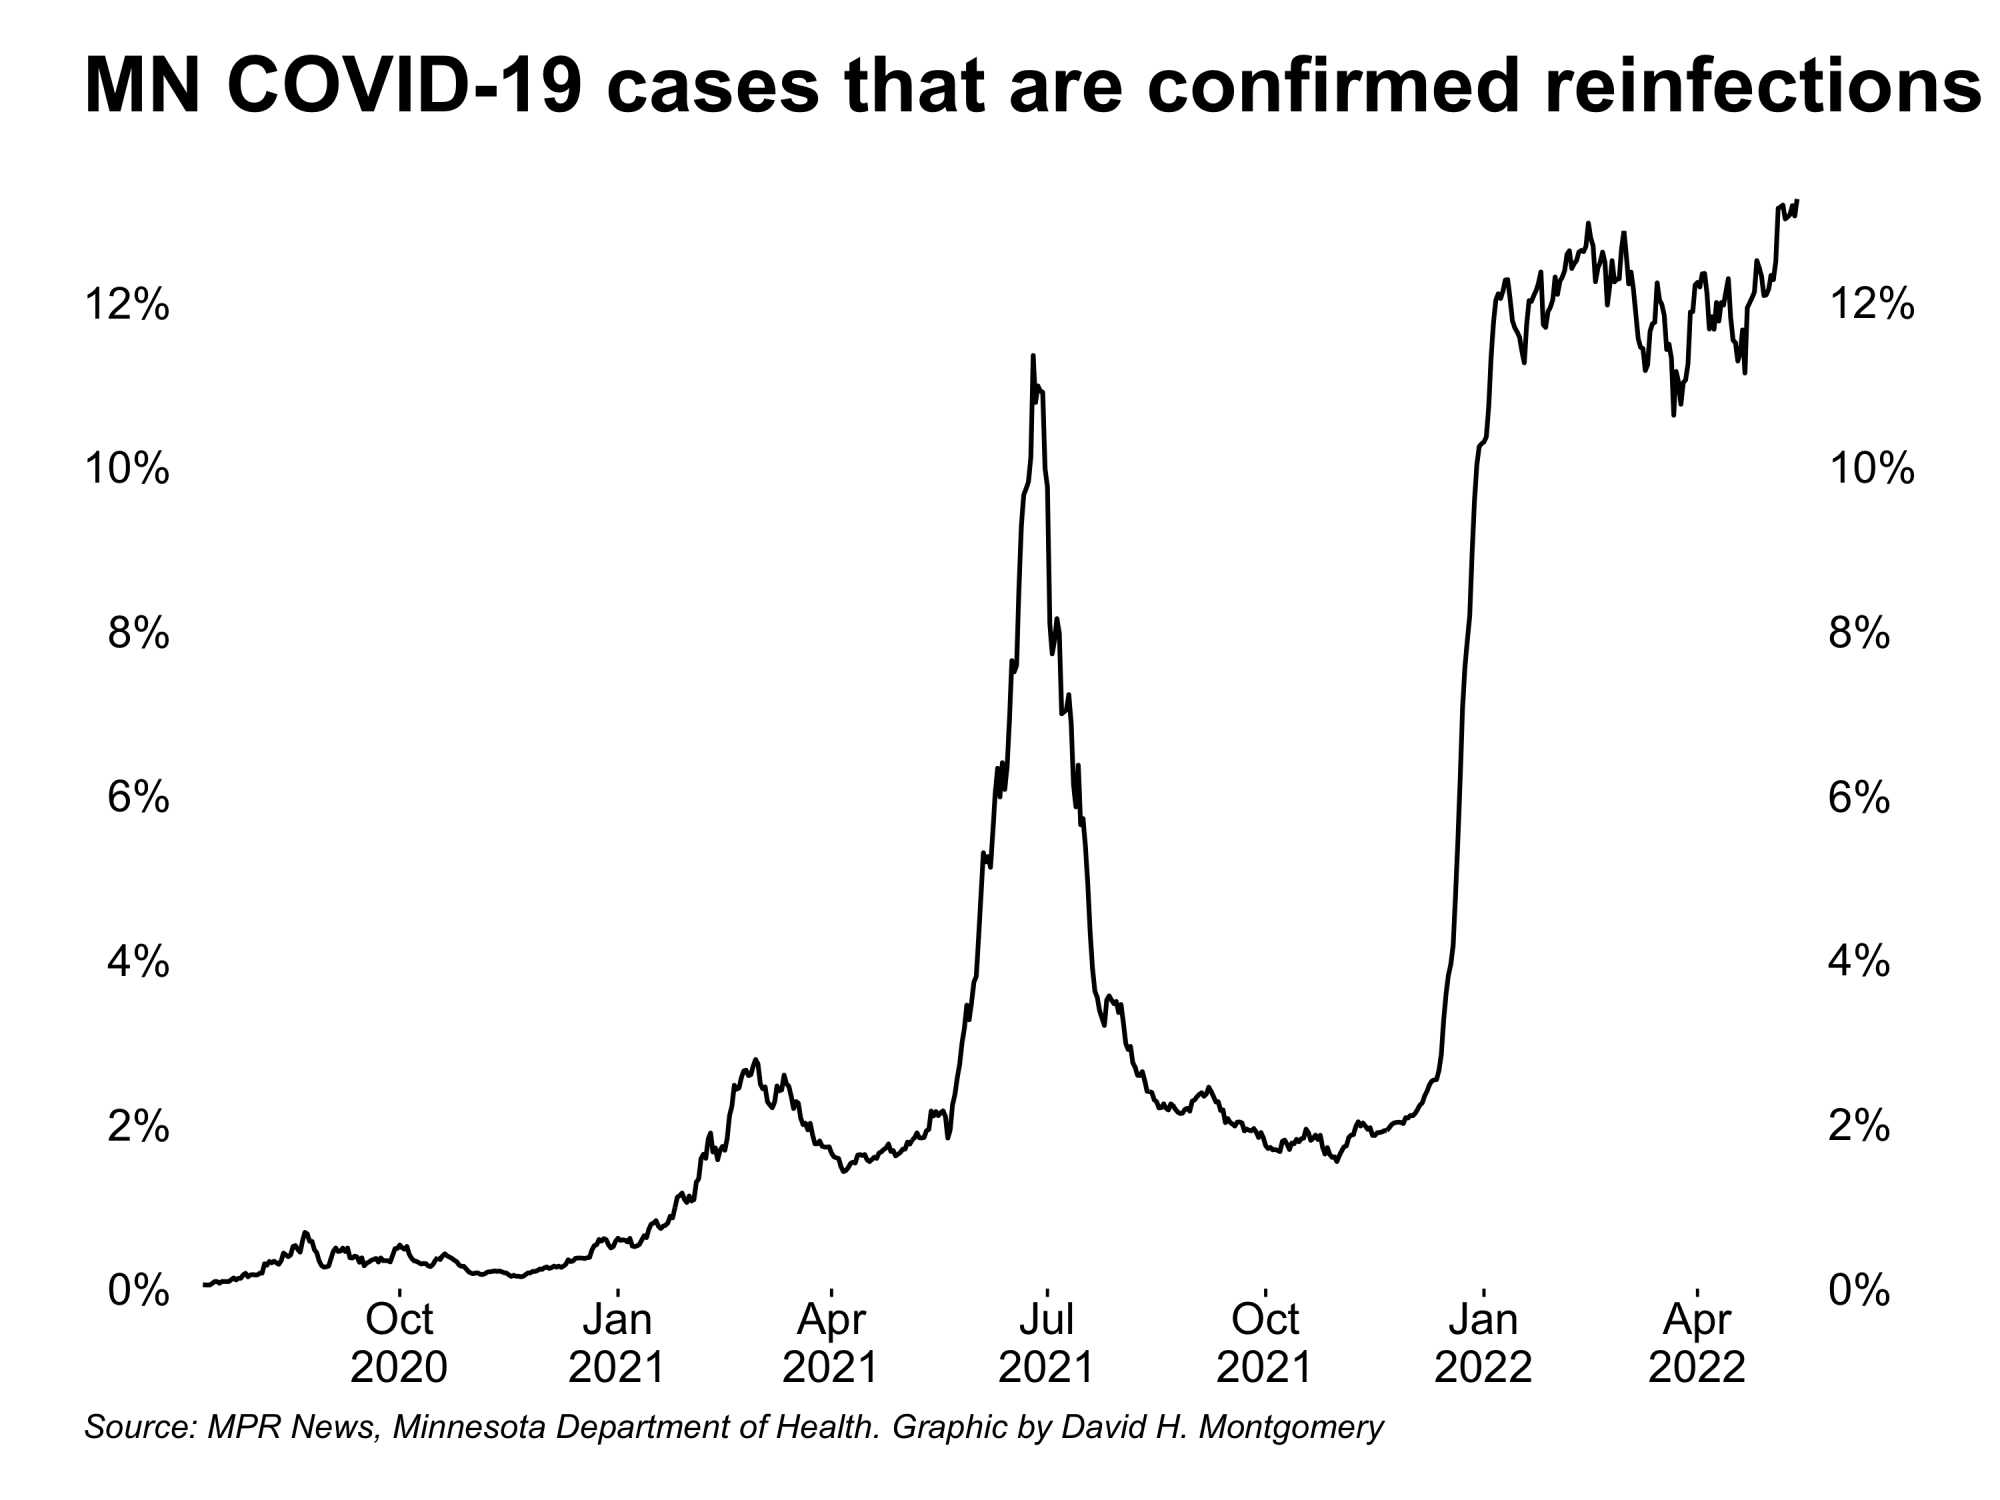 MN COVID-19 cases that are confirmed reinfections
12% 12%
10% 10%
8% 8%
6% 6%
4% 4%
2% 2%
0% 0%
Oct Jan Apr Jul Oct Jan Apr
2020 2021 2021 2021 2021 2022 2022
Source: MPR News, Minnesota Department of Health. Graphic by David H. Montgomery